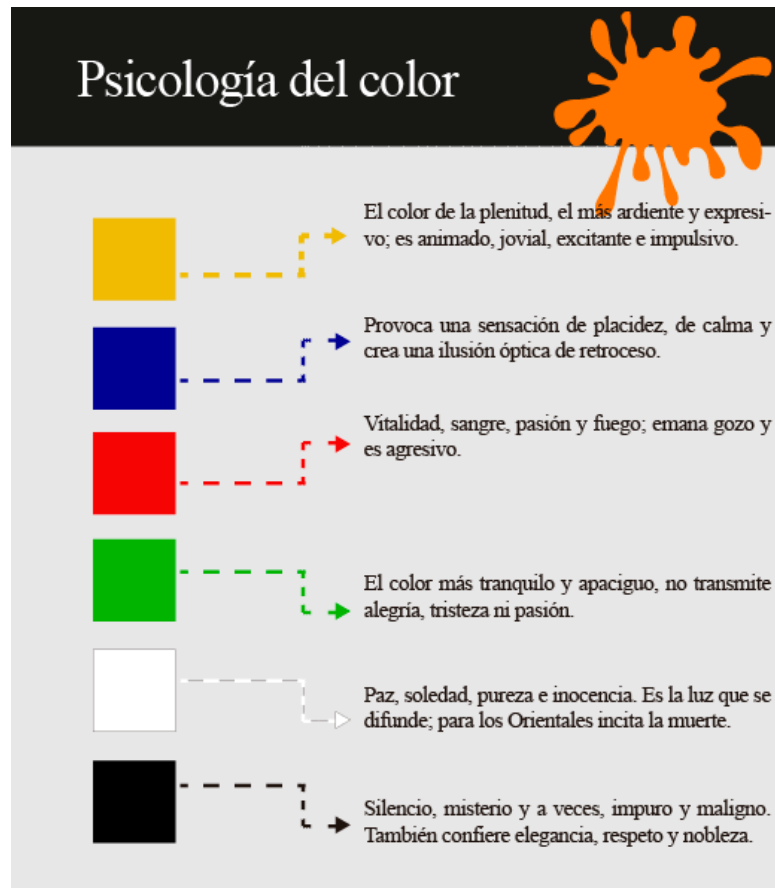 Psicología del color
El color de la plenitud, el más ardiente y expresi-
vo; es animado, jovial, excitante e impulsivo.
Provoca una sensación de placidez, de calma y
crea una ilusión óptica de retroceso.
Vitalidad, sangre, pasión y fuego; emana gozo y
es agresivo.
El color más tranquilo y apaciguo, no transmite
alegría, tristeza ni pasión.
Paz, soledad, pureza e inocencia. Es la luz que se
difunde; para los Orientales incita la muerte.
Silencio, misterio y a veces, impuro y maligno.
También confiere elegancia, respeto y nobleza.